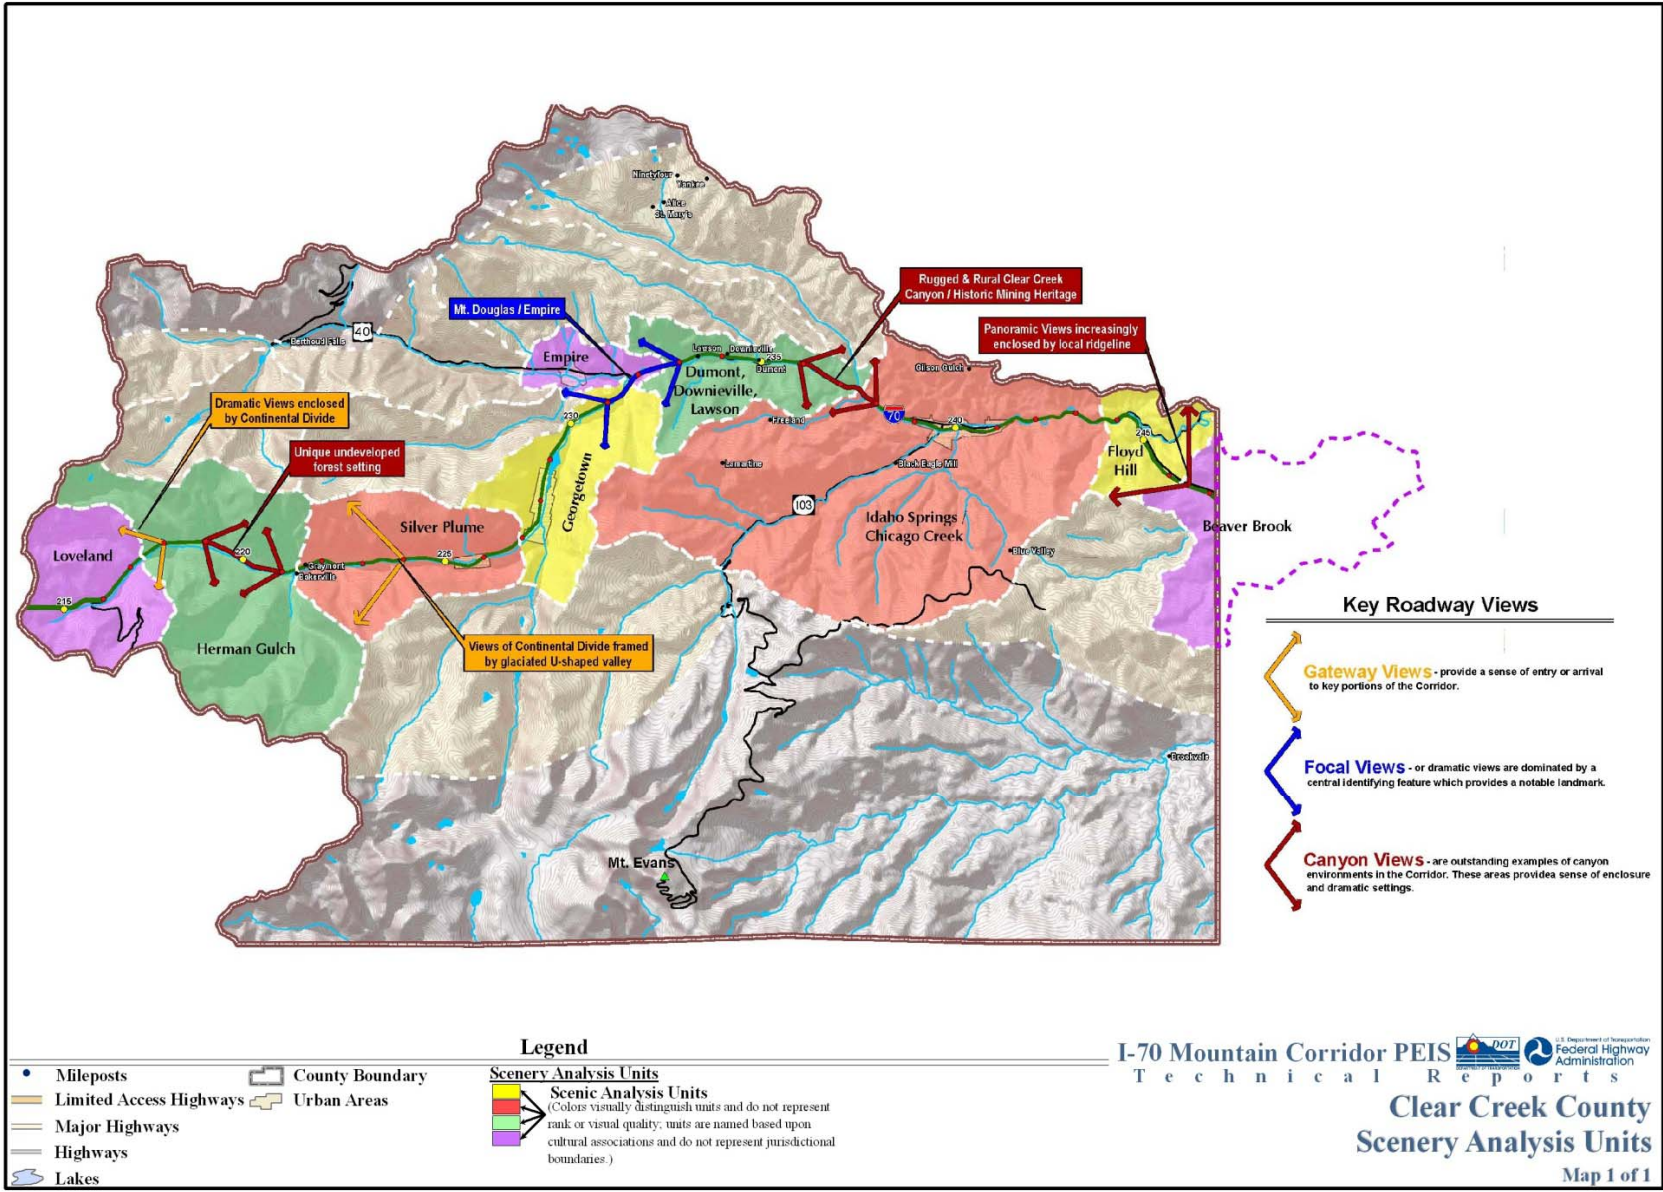 Ninetyfour
Yankee
Alice
St. Mary's
Rugged & Rural Clear Creek
Canyon / Historic Mining Heritage
Mt. Douglas / Empire
Panoramic Views increasingly
enclosed by local ridgeline
40
Berthoud Falls
Empire
Lawson
Downieville
235
Dumont
Dumont,
Downieville,
Lawson
Gilson Gulch
Dramatic Views enclosed
by Continental Divide
230
Freeland
70
240
245
Floyd
Hill
Unique undeveloped
forest setting
Georgetown
Lamartine
Black Eagle Mill
103
Idaho Springs
Chicago Creek
Silver Plume
Beaver Brook
Loveland
220
225
Graymont
Bakerville
Blue Valley
215
Herman Gulch
Views of Continental Divide framed
by glaciated U-shaped valley
Brookvale
Mt. Evans
Key Roadway Views
Gateway Views - provide a sense of entry or arrival
to key portions of the Corridor.
Focal Views - or dramatic views are dominated by a
central identifying feature which provides a notable landmark.
Canyon Views - are outstanding examples of canyon
environments in the Corridor. These areas providea sense of enclosure
and dramatic settings.
Legend
Mileposts
Limited Access Highways
Major Highways
Highways
Lakes
County Boundary
Urban Areas
Scenery Analysis Units
Scenic Analysis Units
(Colors visually distinguish units and do not represent
rank or visual quality; units are named based upon
cultural associations and do not represent jurisdictional
boundaries.)
I-70 Mountain Corridor PEIS
Technical Reports
DOT
DEPARTMENT OF TRANSPORTATION
U.S. Department of Transportation
Federal Highway
Administration
Clear Creek County
Scenery Analysis Units
Map 1 of 1